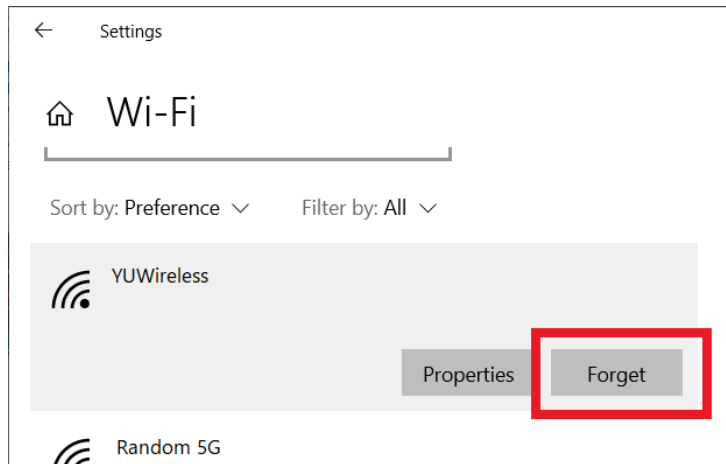 Settings
Wi-Fi
Sort by: Preference Filter by: All
YUWireless
Properties Forget
Random 5G